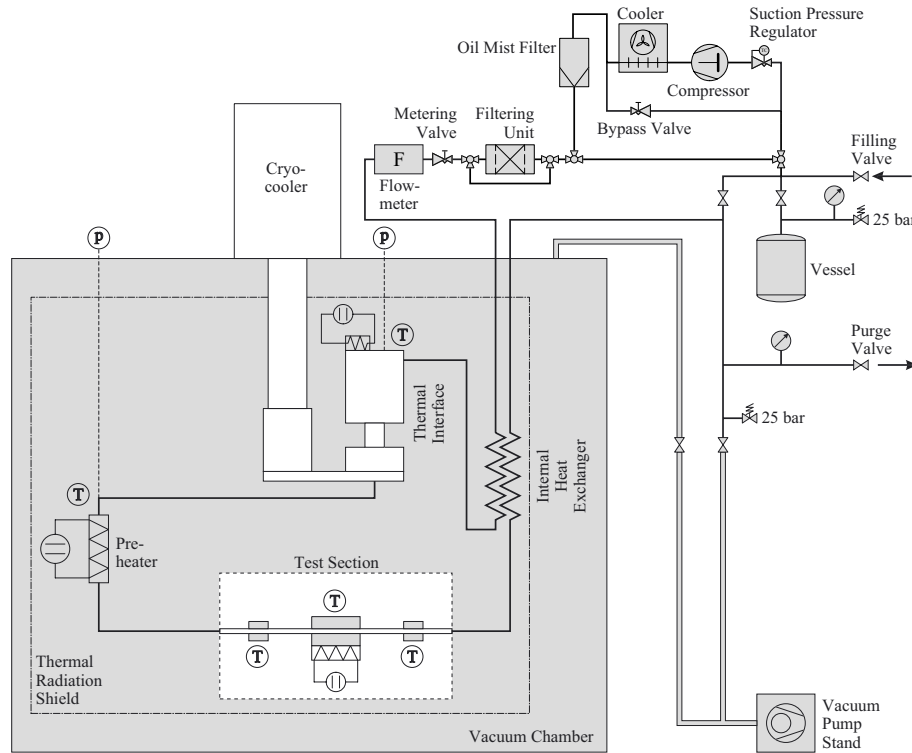 Cooler
Suction Pressure
Regulator
Oil Mist Filter
Compressor
Metering
Valve
Filtering
Unit
Bypass Valve
Filling
Valve
F
Flow-
meter
Cryo-
cooler
25 bar
Vessel
p
p
T
Purge
Valve
Thermal
Interface
25 bar
Internal
Heat
Exchanger
T
Pre-
heater
Test Section
T
T
T
Thermal
Radiation
Shield
Vacuum Chamber
Vacuum
Pump
Stand